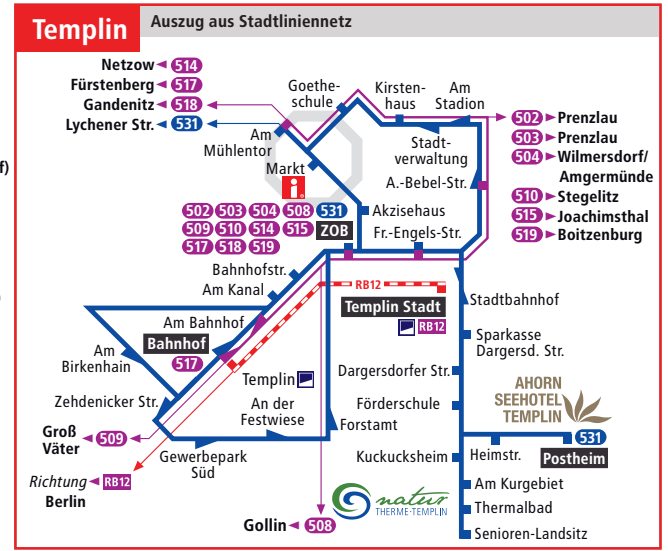 Templin
Auszug aus Stadtliniennetz
Netzow 514
Fürstenberg 517
Gandenitz 518
Lychener Str. 531
f)
Goethe-
schule
Kirsten-
haus
Am
Stadion
502 Prenzlau
503 Prenzlau
504 Wilmersdorf/
Amgermünde
510 Stegelitz
515 Joachimsthal
519 Boitzenburg
Am
Mühlentor
Markt
i
Stadt-
verwaltung
A.-Bebel-Str.
502 503 504 508 531
509 510 514 515 ZOB
517 518 519
Akzisehaus
Fr.-Engels-Str.
Bahnhofstr.
Am Kanal
RB12
Templin Stadt
RB12
Stadtbahnhof
Am Bahnhof
Bahnhof
517
Am
Birkenhain
Sparkasse
Dargersd. Str.
Templin
Dargersdorfer Str.
AHORN
SEEHOTEL
TEMPLIN
Zehdenicker Str.
An der
Festwiese
Förderschule
Forstamt
Groß
Väter 509
Gewerbepark
Süd
Kuckucksheim
Heimstr.
531
Postheim
Richtung RB12
Berlin
Am Kurgebiet
natur
THERME·TEMPLIN
Thermalbad
Gollin 508
Senioren-Landsitz